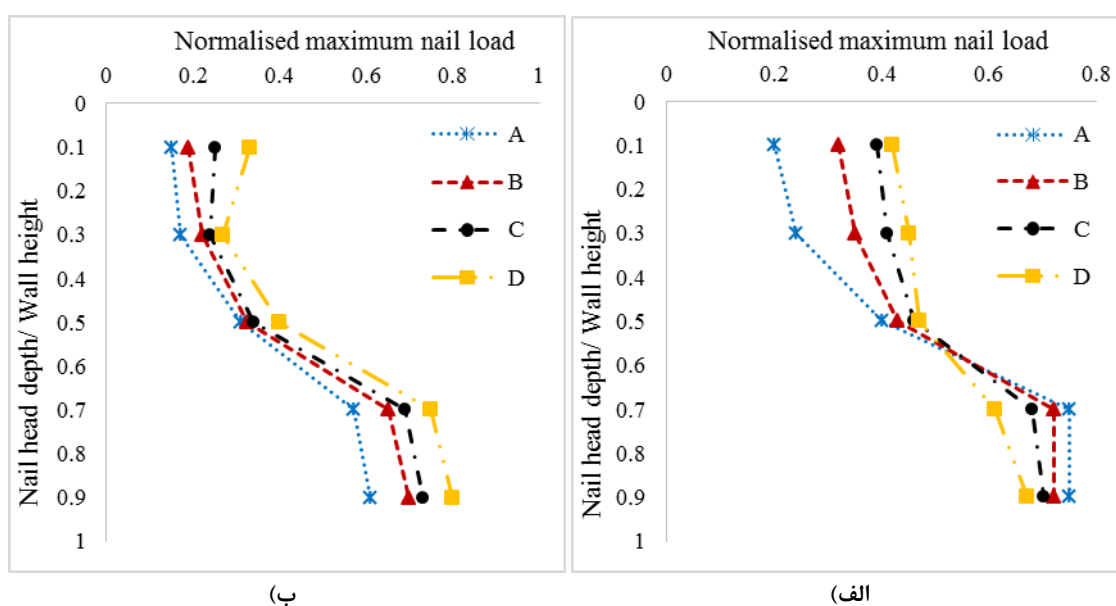 Normalised maximum nail load
0 0.2 0.4 0.6 0.8 1
0
0.1
0.2
0.3
0.4
0.5
0.6
0.7
0.8
0.9
1
Nail head depth/ Wall height
A
B
C
D
ب)
Normalised maximum nail load
0 0.2 0.4 0.6 0.8
0
0.1
0.2
0.3
0.4
0.5
0.6
0.7
0.8
0.9
1
Nail head depth/ Wall height
A
B
C
D
الف)